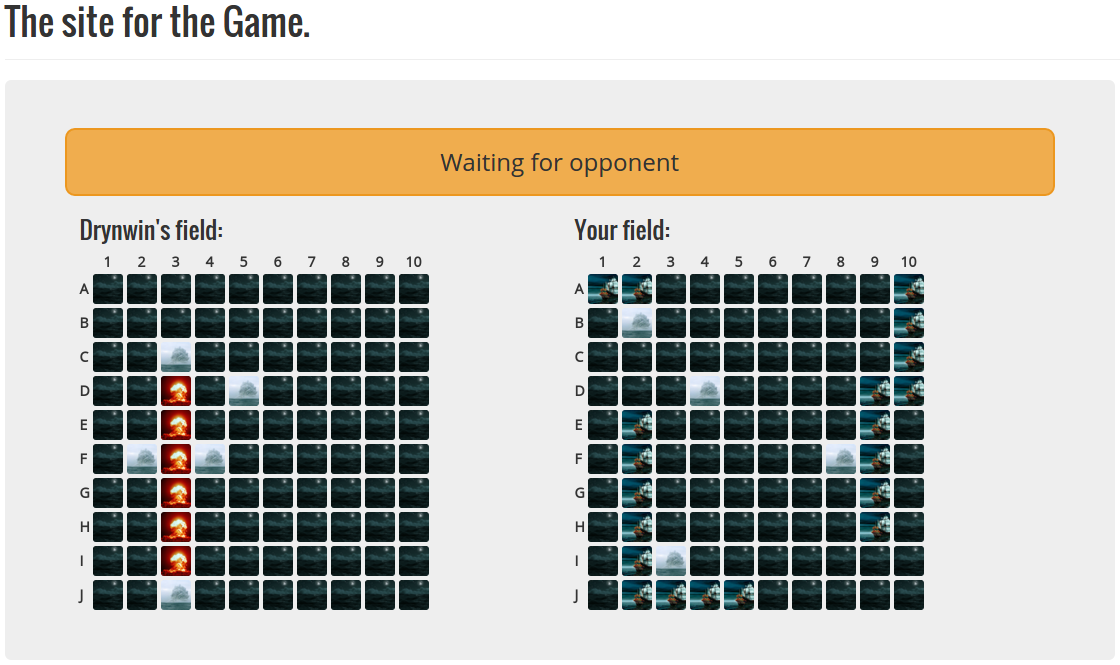 The site for the Game.
Waiting for opponent
Drynwin's field:
1 2 3 4 5 6 7 8 9 10
A
B
C
D
E
F
G
H
I
J
Your field:
1 2 3 4 5 6 7 8 9 10
A
B
C
D
E
F
G
H
I
J